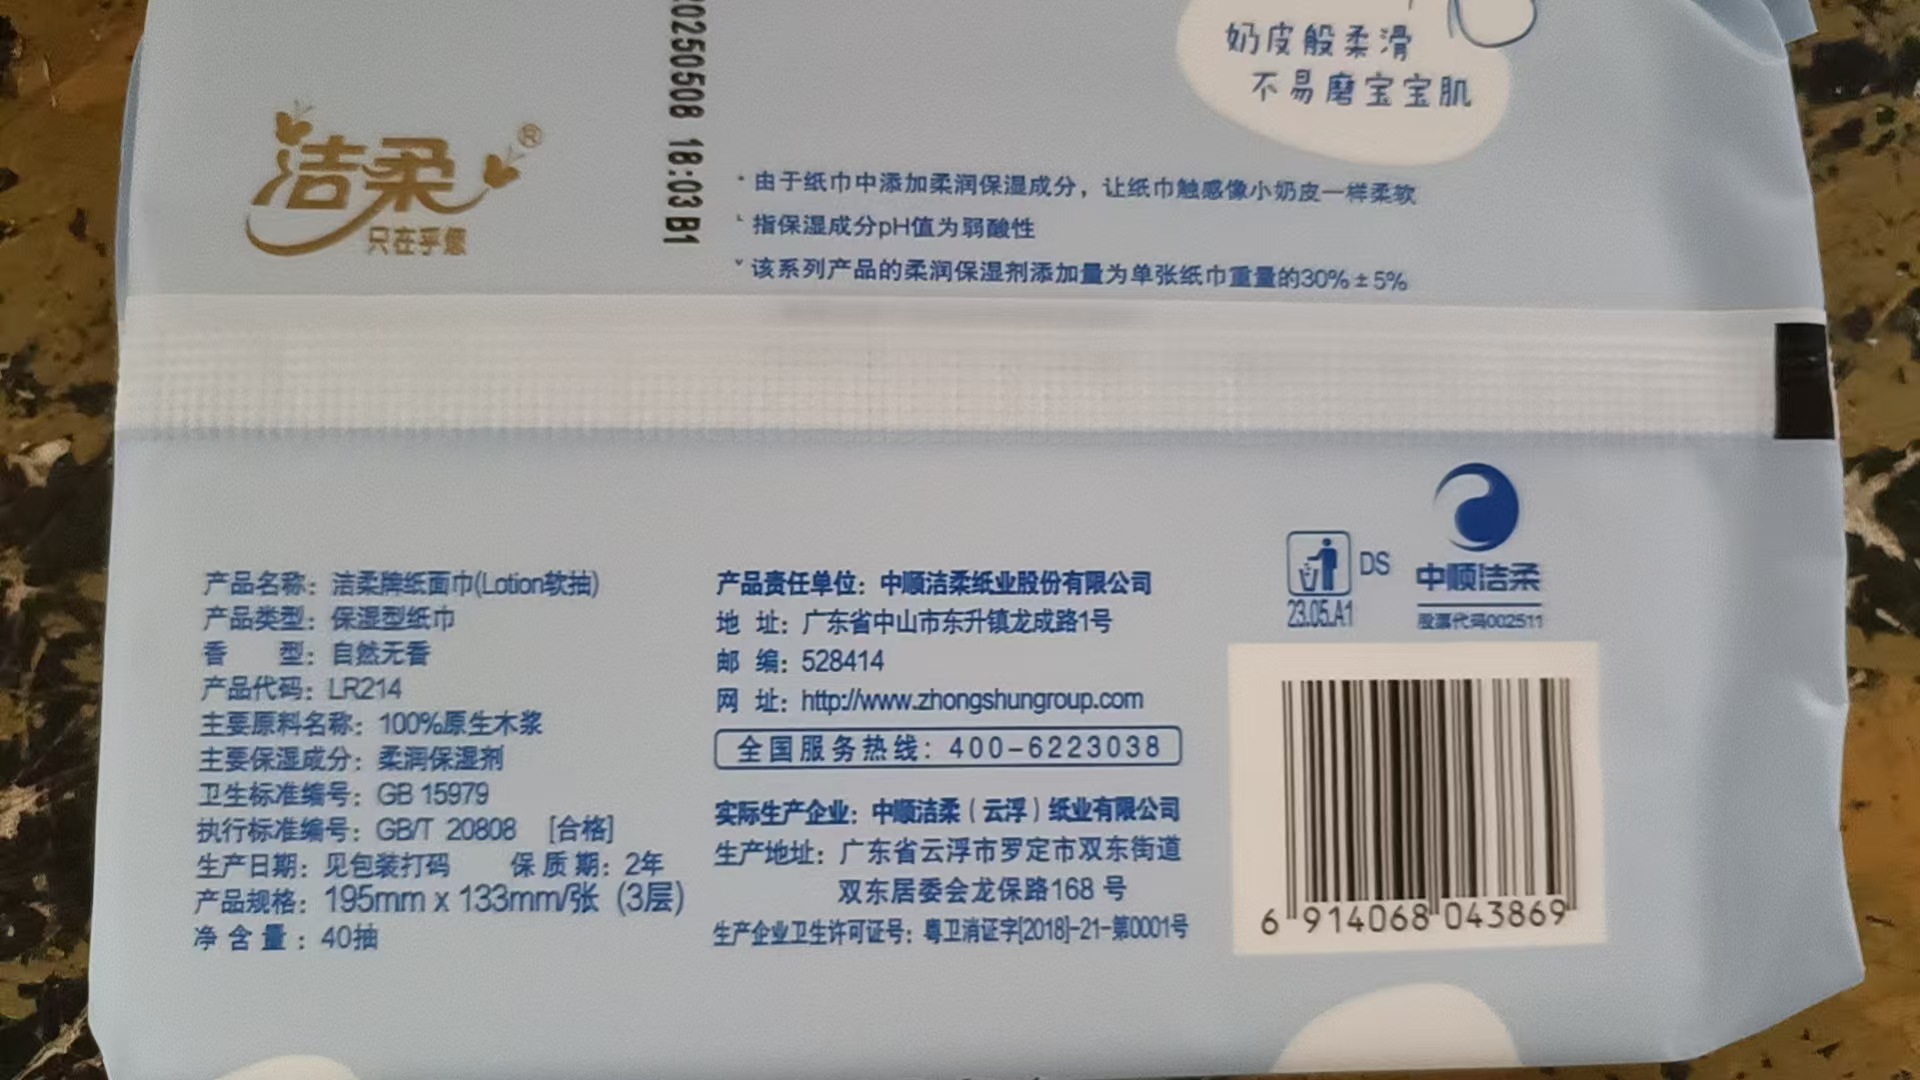 奶皮般柔滑
不易磨宝宝肌
洁柔®
只在乎您
20250508 18:03 B1
* 由于纸巾中添加柔润保湿成分，让纸巾触感像小奶皮一样柔软
指保湿成分pH值为弱酸性
该系列产品的柔润保湿剂添加量为单张纸巾重量的30%±5%
产品名称：洁柔牌纸面巾(Lotion软抽)
产品类型：保湿型纸巾
香 型：自然无香
产品代码：LR214
主要原料名称：100%原生木浆
主要保湿成分：柔润保湿剂
卫生标准编号：GB 15979
执行标准编号：GB/T 20808 [合格]
生产日期：见包装打码 保质期：2年
产品规格：195mm x 133mm/张 (3层)
净含量：40抽
产品责任单位：中顺洁柔纸业股份有限公司
地 址：广东省中山市东升镇龙成路1号
邮 编：528414
网 址：http://www.zhongshungroup.com
全国服务热线：400-6223038
实际生产企业：中顺洁柔（云浮）纸业有限公司
生产地址：广东省云浮市罗定市双东街道
双东居委会龙保路168号
生产企业卫生许可证号：粤卫消证字[2018]-21-第0001号
DS
23.05.A1
中顺洁柔
股票代码002511
6 914068 043869